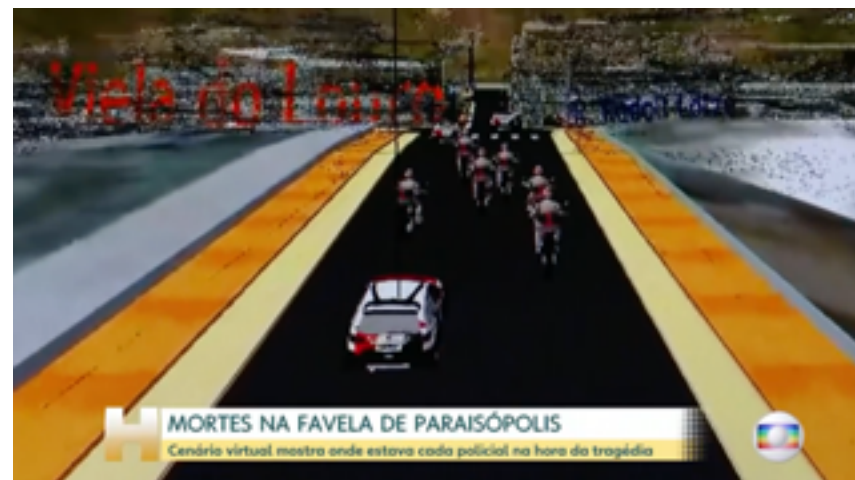 Viela do Louro
H
MORTES NA FAVELA DE PARAISÓPOLIS
Cenário virtual mostra onde estava cada policial na hora da tragédia